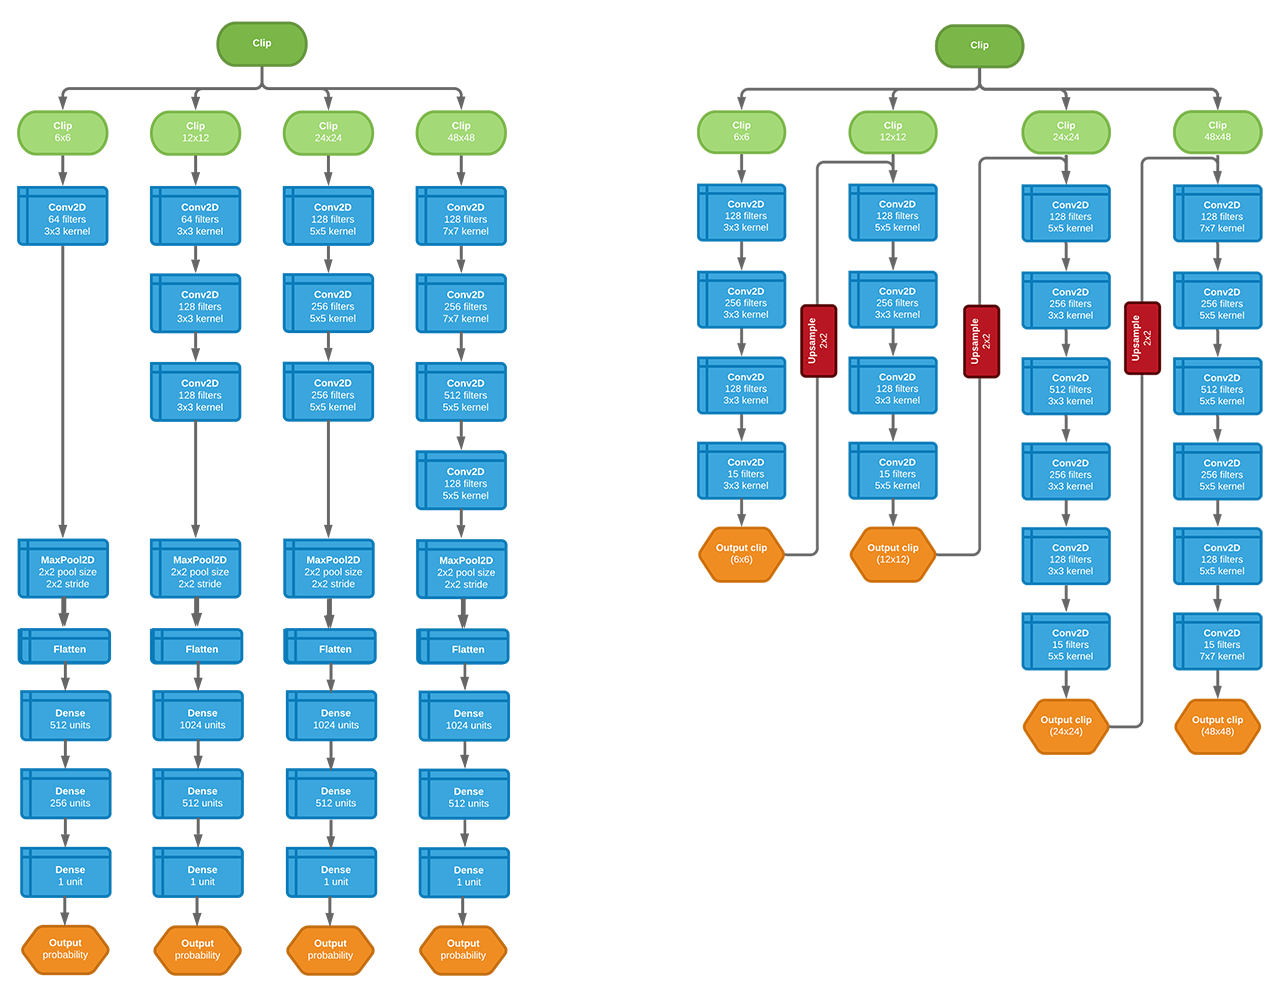 Clip
Clip
6x6
Conv2D
64 filters
3x3 kernel
MaxPool2D
2x2 pool size
2x2 stride
Flatten
Dense
512 units
Dense
256 units
Dense
1 unit
Output
probability
Clip
12x12
Conv2D
64 filters
3x3 kernel
Conv2D
128 filters
3x3 kernel
Conv2D
128 filters
3x3 kernel
MaxPool2D
2x2 pool size
2x2 stride
Flatten
Dense
1024 units
Dense
512 units
Dense
1 unit
Output
probability
Clip
24x24
Conv2D
128 filters
5x5 kernel
Conv2D
256 filters
5x5 kernel
Conv2D
256 filters
5x5 kernel
MaxPool2D
2x2 pool size
2x2 stride
Flatten
Dense
1024 units
Dense
512 units
Dense
1 unit
Output
probability
Clip
48x48
Conv2D
128 filters
7x7 kernel
Conv2D
256 filters
7x7 kernel
Conv2D
512 filters
5x5 kernel
Conv2D
128 filters
5x5 kernel
MaxPool2D
2x2 pool size
2x2 stride
Flatten
Dense
1024 units
Dense
512 units
Dense
1 unit
Output
probability
Clip
Clip
6x6
Conv2D
128 filters
3x3 kernel
Conv2D
256 filters
3x3 kernel
Conv2D
128 filters
3x3 kernel
Conv2D
15 filters
3x3 kernel
Output clip
(6x6)
Upsample
2x2
Clip
12x12
Conv2D
128 filters
5x5 kernel
Conv2D
256 filters
3x3 kernel
Conv2D
128 filters
3x3 kernel
Conv2D
15 filters
5x5 kernel
Output clip
(12x12)
Upsample
2x2
Clip
24x24
Conv2D
128 filters
5x5 kernel
Conv2D
256 filters
3x3 kernel
Conv2D
512 filters
3x3 kernel
Conv2D
256 filters
3x3 kernel
Conv2D
128 filters
3x3 kernel
Conv2D
15 filters
5x5 kernel
Output clip
(24x24)
Upsample
2x2
Clip
48x48
Conv2D
128 filters
7x7 kernel
Conv2D
256 filters
5x5 kernel
Conv2D
512 filters
5x5 kernel
Conv2D
256 filters
5x5 kernel
Conv2D
128 filters
5x5 kernel
Conv2D
15 filters
7x7 kernel
Output clip
(48x48)